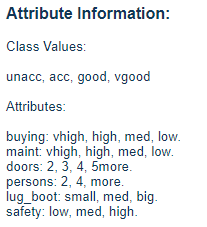 Attribute Information:
Class Values:
unacc, acc, good, vgood
Attributes:
buying: vhigh, high, med, low.
maint: vhigh, high, med, low.
doors: 2, 3, 4, 5more.
persons: 2, 4, more.
lug_boot: small, med, big.
safety: low, med, high.